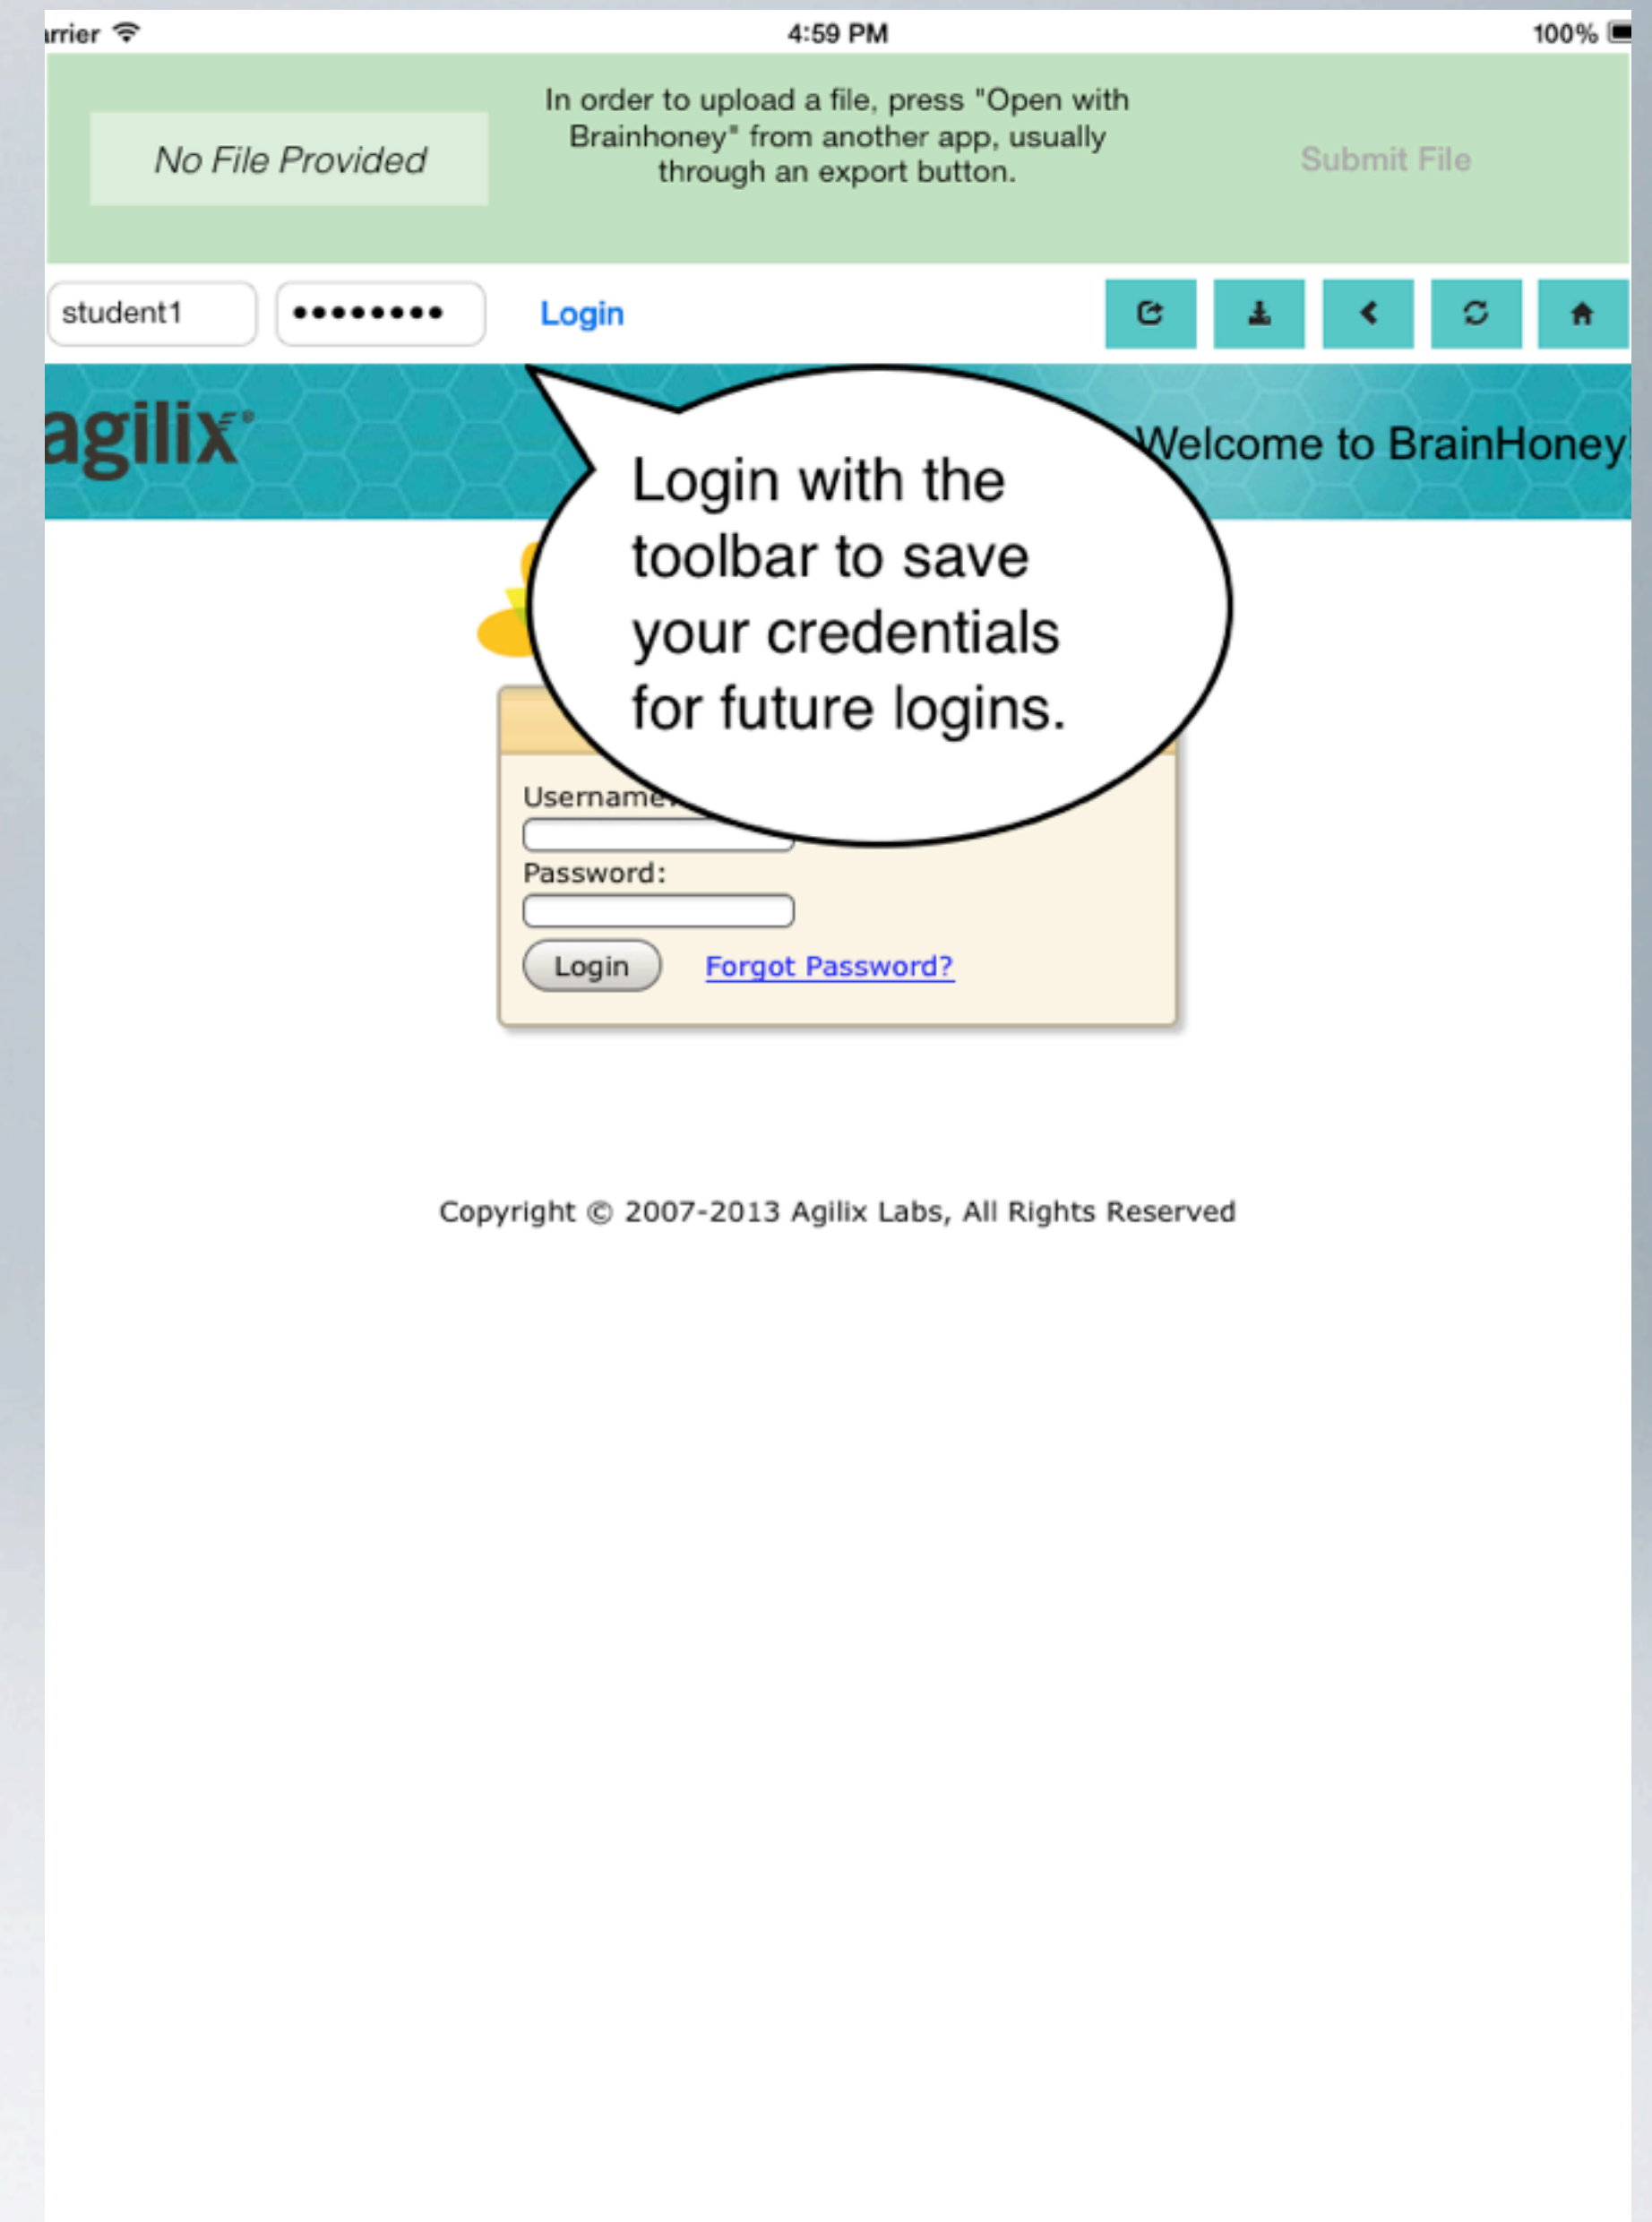 4:59 PM
100%
In order to upload a file, press "Open with
Brainhoney" from another app, usually
through an export button.
No File Provided
Submit File
student1
Login
agilix
Welcome to BrainHoney!
Login with the
toolbar to save
your credentials
for future logins.
Username:
Password:
Login
Forgot Password?
Copyright © 2007-2013 Agilix Labs, All Rights Reserved